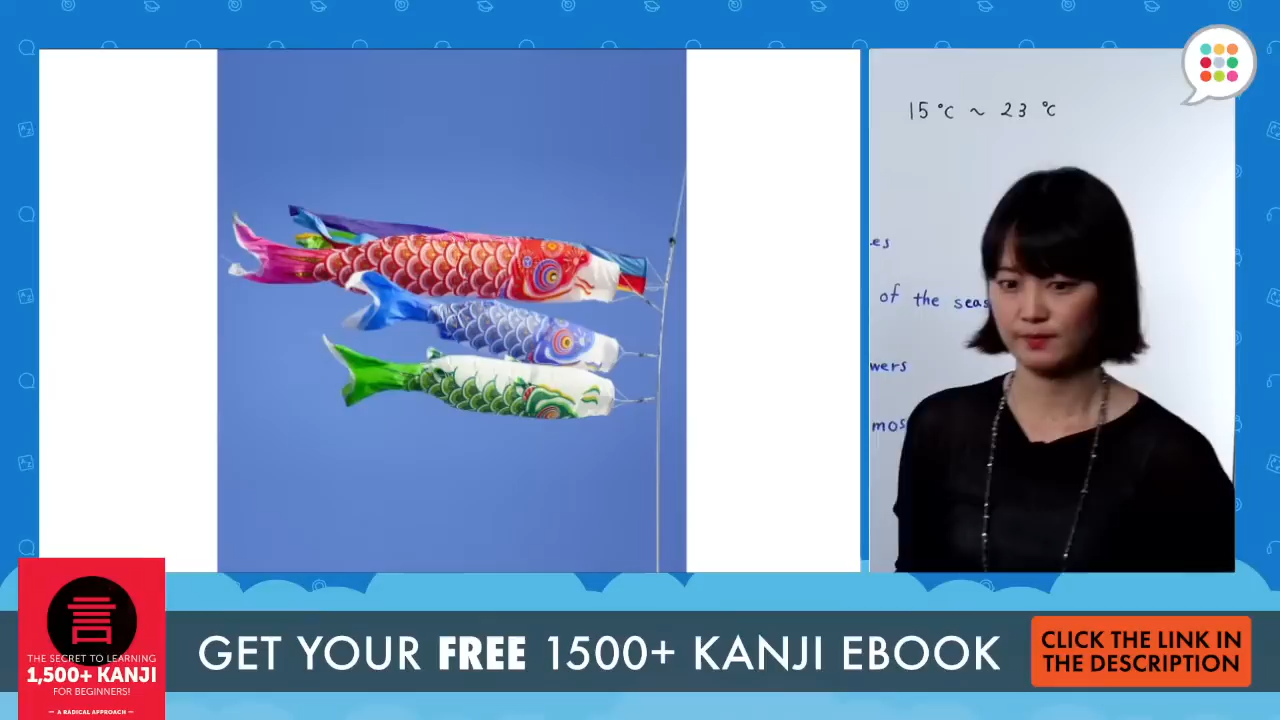 15℃ ~ 23℃
es
of the seas
wers
mos
言
THE SECRET TO LEARNING
1,500+ KANJI
FOR BEGINNERS!
— A RADICAL APPROACH —
GET YOUR FREE 1500+ KANJI EBOOK
CLICK THE LINK IN
THE DESCRIPTION